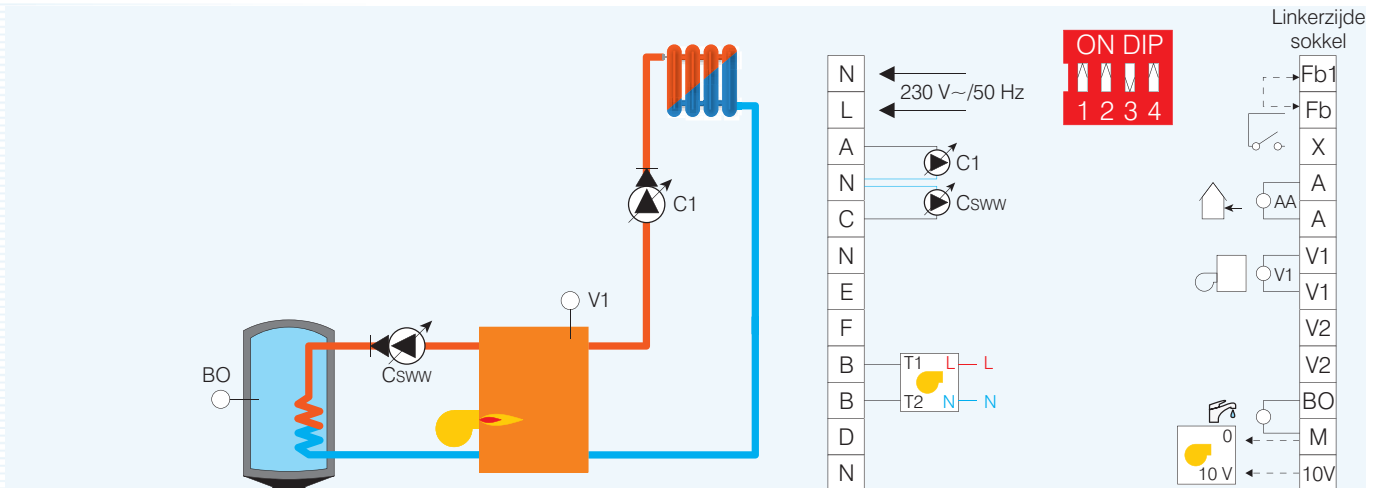 Linkerzijde
sokkel
ON DIP
1 2 3 4
N
L
A
N
C
N
E
F
B
B
D
N
230 V~/50 Hz
C1
Csww
T1 L L
T2 N N
C1
V1
Csww
BO
Fb1
Fb
X
A
A
V1
V1
V2
V2
BO
M
10V
AA
V1
0
10 V